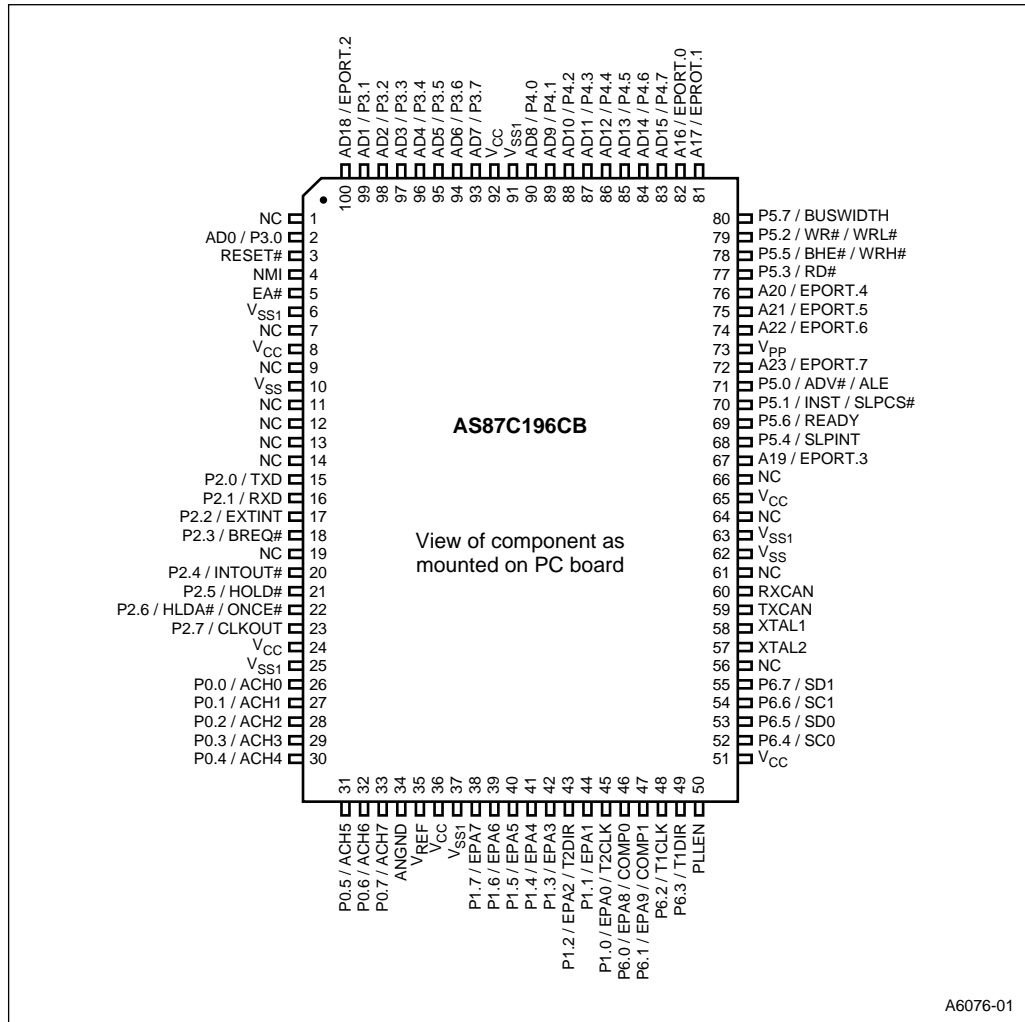 AD18 / EPORT.2
AD1 / P3.1
AD2 / P3.2
AD3 / P3.3
AD4 / P3.4
AD5 / P3.5
AD6 / P3.6
AD7 / P3.7
VCC
VSS1
AD8 / P4.0
AD9 / P4.1
AD10 / P4.2
AD11 / P4.3
AD12 / P4.4
AD13 / P4.5
AD14 / P4.6
AD15 / P4.7
A16 / EPORT.0
A17 / EPROT.1
100 99 98 97 96 95 94 93 92 91 90 89 88 87 86 85 84 83 82 81
NC 1
AD0 / P3.0 2
RESET# 3
NMI 4
EA# 5
VSS1 6
NC 7
VCC 8
NC 9
VSS 10
NC 11
NC 12
NC 13
NC 14
P2.0 / TXD 15
P2.1 / RXD 16
P2.2 / EXTINT 17
P2.3 / BREQ# 18
NC 19
P2.4 / INTOUT# 20
P2.5 / HOLD# 21
P2.6 / HLDA# / ONCE# 22
P2.7 / CLKOUT 23
VCC 24
VSS1 25
P0.0 / ACH0 26
P0.1 / ACH1 27
P0.2 / ACH2 28
P0.3 / ACH3 29
P0.4 / ACH4 30
AS87C196CB
View of component as
mounted on PC board
80 P5.7 / BUSWIDTH
79 P5.2 / WR# / WRL#
78 P5.5 / BHE# / WRH#
77 P5.3 / RD#
76 A20 / EPORT.4
75 A21 / EPORT.5
74 A22 / EPORT.6
73 VPP
72 A23 / EPORT.7
71 P5.0 / ADV# / ALE
70 P5.1 / INST / SLPCS#
69 P5.6 / READY
68 P5.4 / SLPINT
67 A19 / EPORT.3
66 NC
65 VCC
64 NC
63 VSS1
62 VSS
61 NC
60 RXCAN
59 TXCAN
58 XTAL1
57 XTAL2
56 NC
55 P6.7 / SD1
54 P6.6 / SC1
53 P6.5 / SD0
52 P6.4 / SC0
51 VCC
31 32 33 34 35 36 37 38 39 40 41 42 43 44 45 46 47 48 49 50
P0.5 / ACH5
P0.6 / ACH6
P0.7 / ACH7
ANGND
VREF
VCC
VSS1
P1.7 / EPA7
P1.6 / EPA6
P1.5 / EPA5
P1.4 / EPA4
P1.3 / EPA3
P1.2 / EPA2 / T2DIR
P1.1 / EPA1
P1.0 / EPA0 / T2CLK
P6.0 / EPA8 / COMP0
P6.1 / EPA9 / COMP1
P6.2 / T1CLK
P6.3 / T1DIR
PLLEN
A6076-01